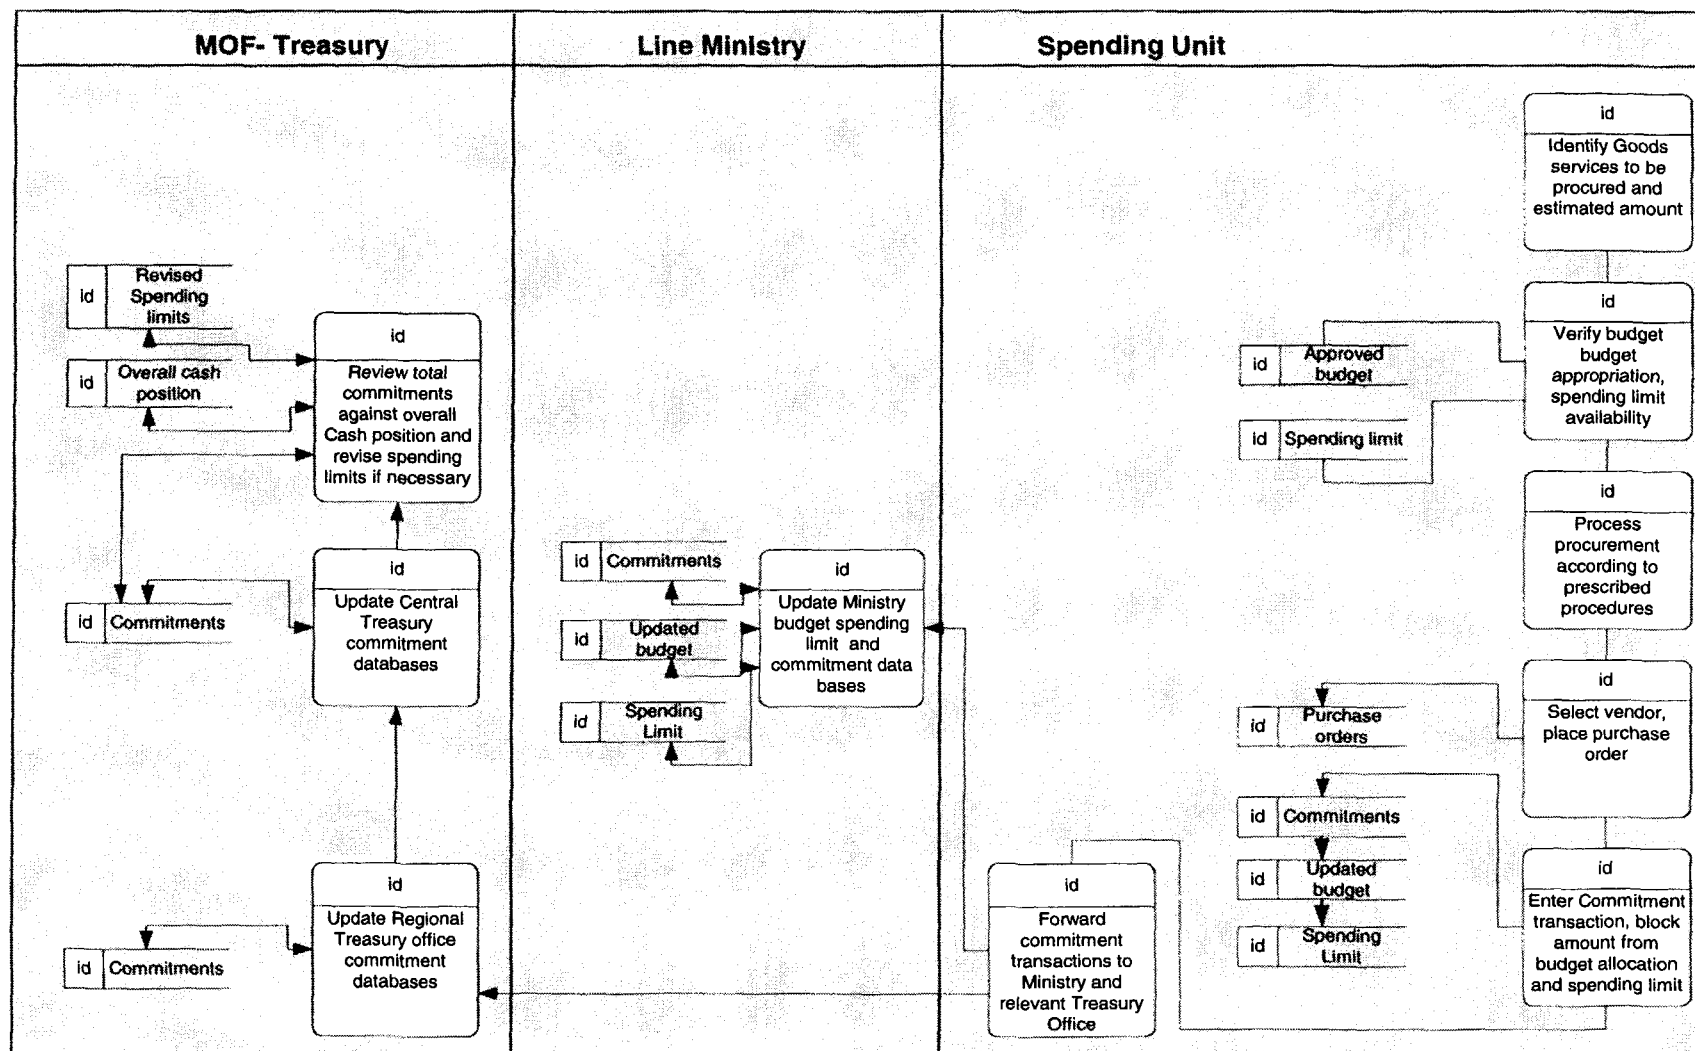 MOF- Treasury
Line Ministry
Spending Unit
id
Revised
Spending
limits
id
Overall cash
position
id
Review total
commitments
against overall
Cash position and
revise spending
limits if necessary
id
Commitments
id
Update Central
Treasury
commitment
databases
id
Commitments
id
Update Regional
Treasury office
commitment
databases
id
Commitments
id
Updated
budget
id
Spending
Limit
id
Update Ministry
budget spending
limit and
commitment data
bases
id
Identify Goods
services to be
procured and
estimated amount
id
Approved
budget
id
Spending limit
id
Verify budget
budget
appropriation,
spending limit
availability
id
Process
procurement
according to
prescribed
procedures
id
Purchase
orders
id
Select vendor,
place purchase
order
id
Commitments
id
Updated
budget
id
Spending
Limit
id
Enter Commitment
transaction, block
amount from
budget allocation
and spending limit
id
Forward
commitment
transactions to
Ministry and
relevant Treasury
Office